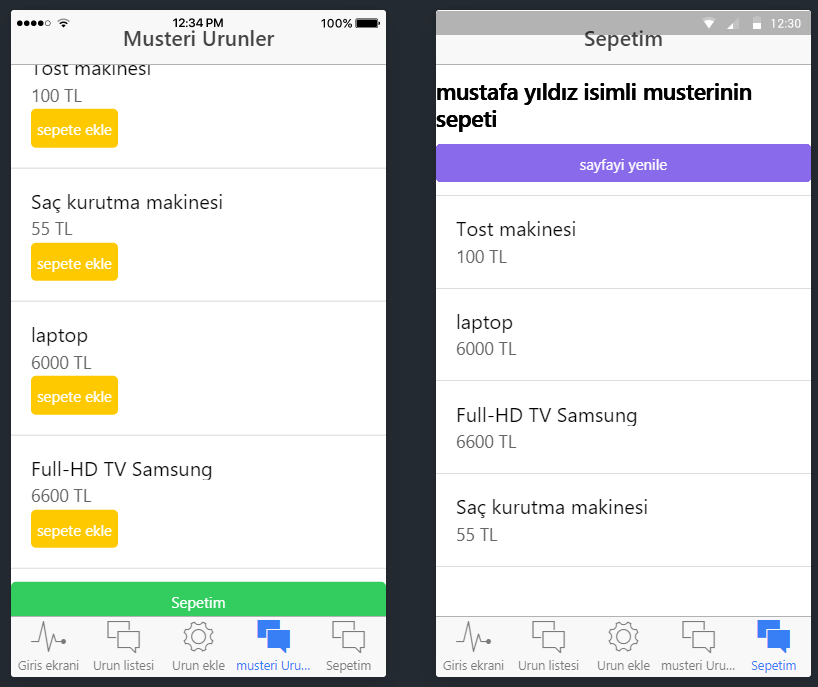 12:34 PM
100%
Musteri Urunler
Tost makinesi
100 TL
sepete ekle
Saç kurutma makinesi
55 TL
sepete ekle
laptop
6000 TL
sepete ekle
Full-HD TV Samsung
6600 TL
sepete ekle
Sepetim
Giris ekrani
Urun listesi
Urun ekle
musteri Uru...
Sepetim
12:30
Sepetim
mustafa yıldız isimli musterinin
sepeti
sayfayi yenile
Tost makinesi
100 TL
laptop
6000 TL
Full-HD TV Samsung
6600 TL
Saç kurutma makinesi
55 TL
Giris ekrani
Urun listesi
Urun ekle
musteri Uru...
Sepetim